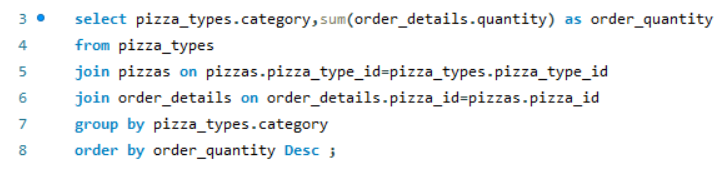 3 select pizza_types.category,sum(order_details.quantity) as order_quantity
4 from pizza_types
5 join pizzas on pizzas.pizza_type_id=pizza_types.pizza_type_id
6 join order_details on order_details.pizza_id=pizzas.pizza_id
7 group by pizza_types.category
8 order by order_quantity Desc ;